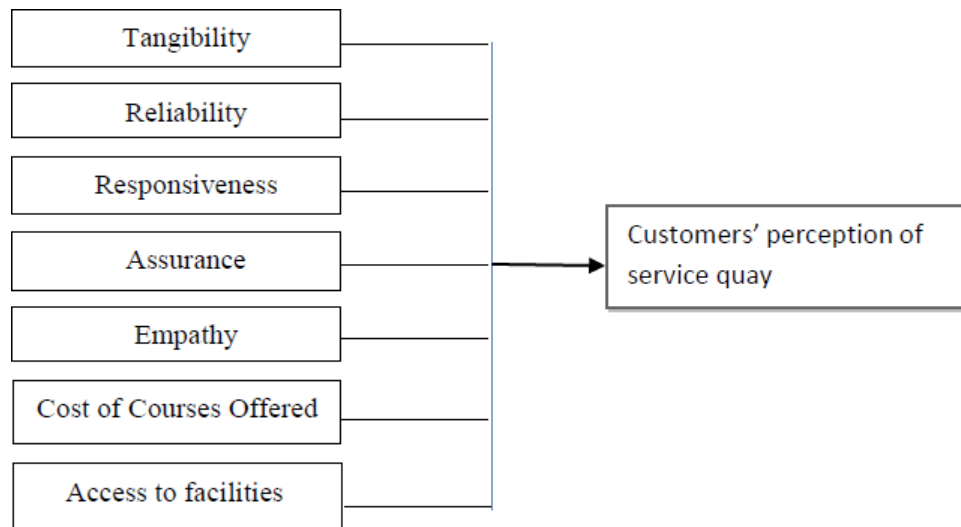 Tangibility
Reliability
Responsiveness
Assurance
Empathy
Cost of Courses Offered
Access to facilities
Customers’ perception of
service quay